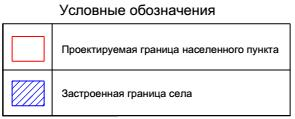 Условные обозначения
Проектируемая граница населенного пункта
Застроенная граница села